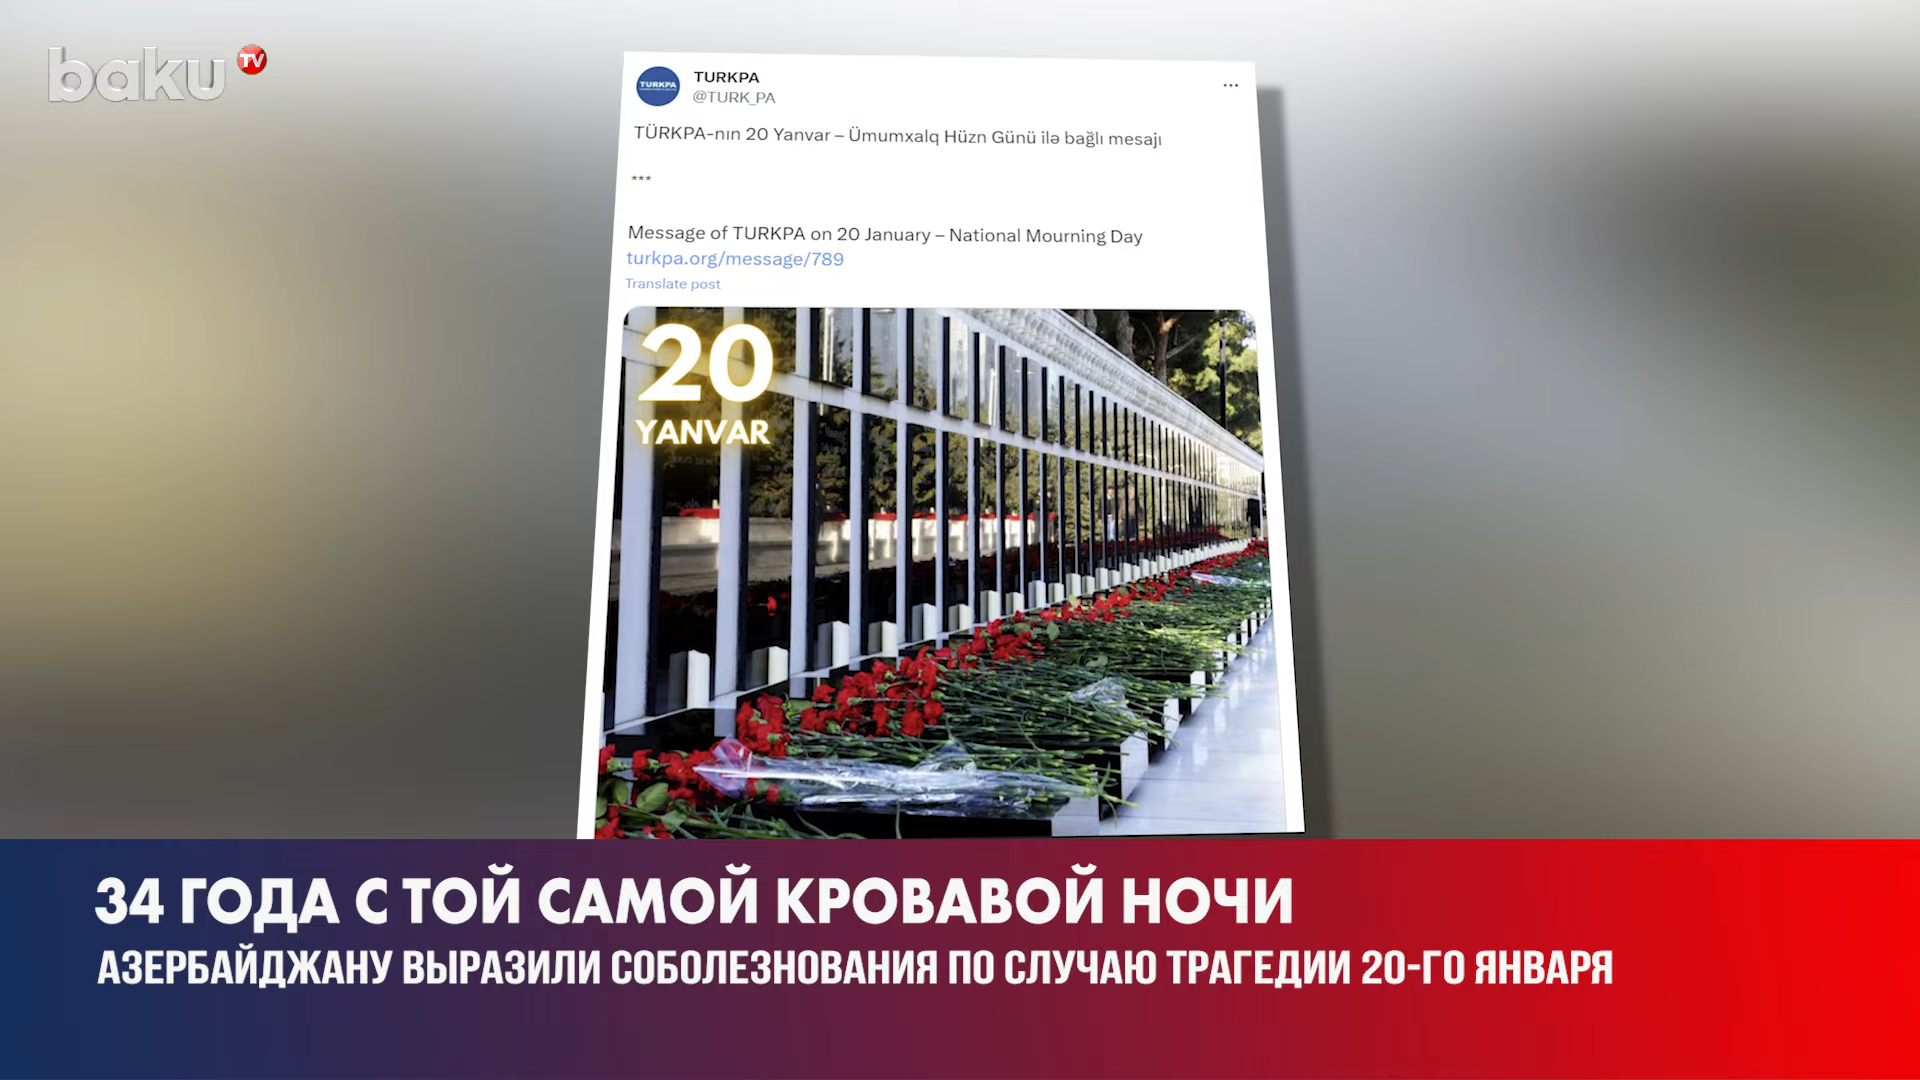 baku TV
TURKPA
TURKPA
@TURK_PA
TÜRKPA-nın 20 Yanvar – Ümumxalq Hüzn Günü ilə bağlı mesajı
***
Message of TURKPA on 20 January – National Mourning Day
turkpa.org/message/789
Translate post
20
YANVAR
34 ГОДА С ТОЙ САМОЙ КРОВАВОЙ НОЧИ
АЗЕРБАЙДЖАНУ ВЫРАЗИЛИ СОБОЛЕЗНОВАНИЯ ПО СЛУЧАЮ ТРАГЕДИИ 20-ГО ЯНВАРЯ